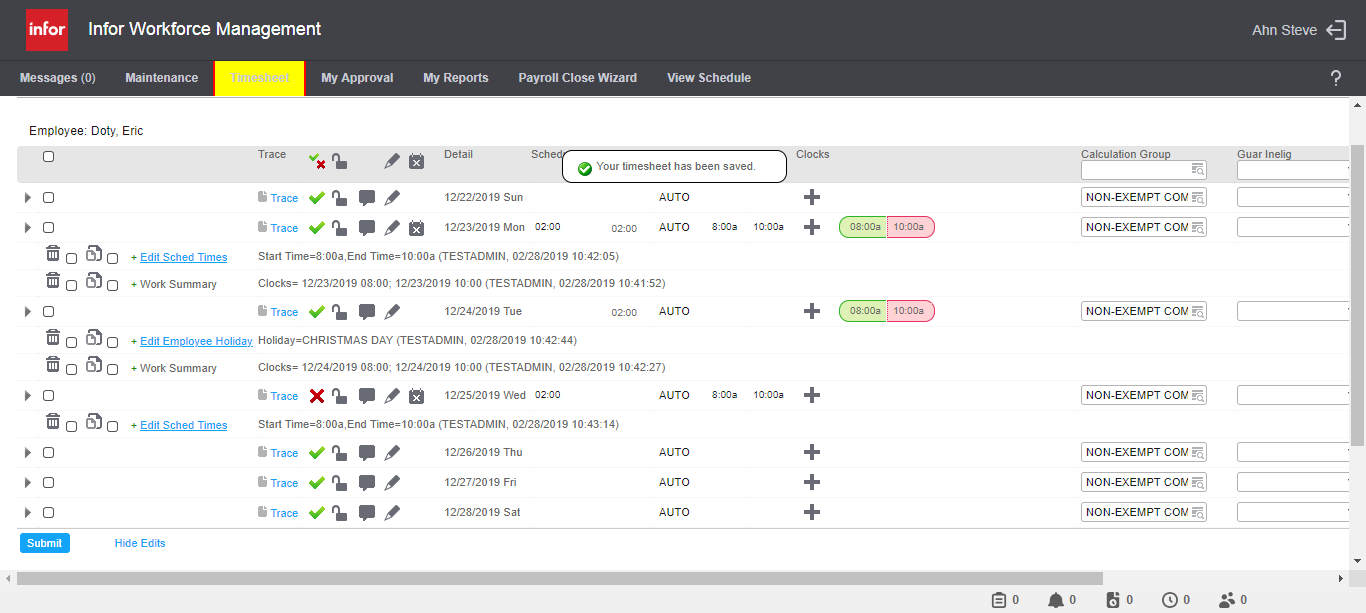 infor Infor Workforce Management Ahn Steve
Messages (0) Maintenance Timesheet My Approval My Reports Payroll Close Wizard View Schedule ?
Employee: Doty, Eric
Trace Detail Your timesheet has been saved. Clocks Calculation Group Guar Inelig
Trace 12/22/2019 Sun AUTO NON-EXEMPT COM
Trace 12/23/2019 Mon 02:00 02:00 AUTO 8:00a 10:00a 08:00a 10:00a NON-EXEMPT COM
+ Edit Sched Times Start Time=8:00a,End Time=10:00a (TESTADMIN, 02/28/2019 10:42:05)
+ Work Summary Clocks= 12/23/2019 08:00; 12/23/2019 10:00 (TESTADMIN, 02/28/2019 10:41:52)
Trace 12/24/2019 Tue 02:00 AUTO 08:00a 10:00a NON-EXEMPT COM
+ Edit Employee Holiday Holiday=CHRISTMAS DAY (TESTADMIN, 02/28/2019 10:42:44)
+ Work Summary Clocks= 12/24/2019 08:00; 12/24/2019 10:00 (TESTADMIN, 02/28/2019 10:42:27)
Trace 12/25/2019 Wed 02:00 AUTO 8:00a 10:00a NON-EXEMPT COM
+ Edit Sched Times Start Time=8:00a,End Time=10:00a (TESTADMIN, 02/28/2019 10:43:14)
Trace 12/26/2019 Thu AUTO NON-EXEMPT COM
Trace 12/27/2019 Fri AUTO NON-EXEMPT COM
Trace 12/28/2019 Sat AUTO NON-EXEMPT COM
Submit Hide Edits
0 0 0 0 0